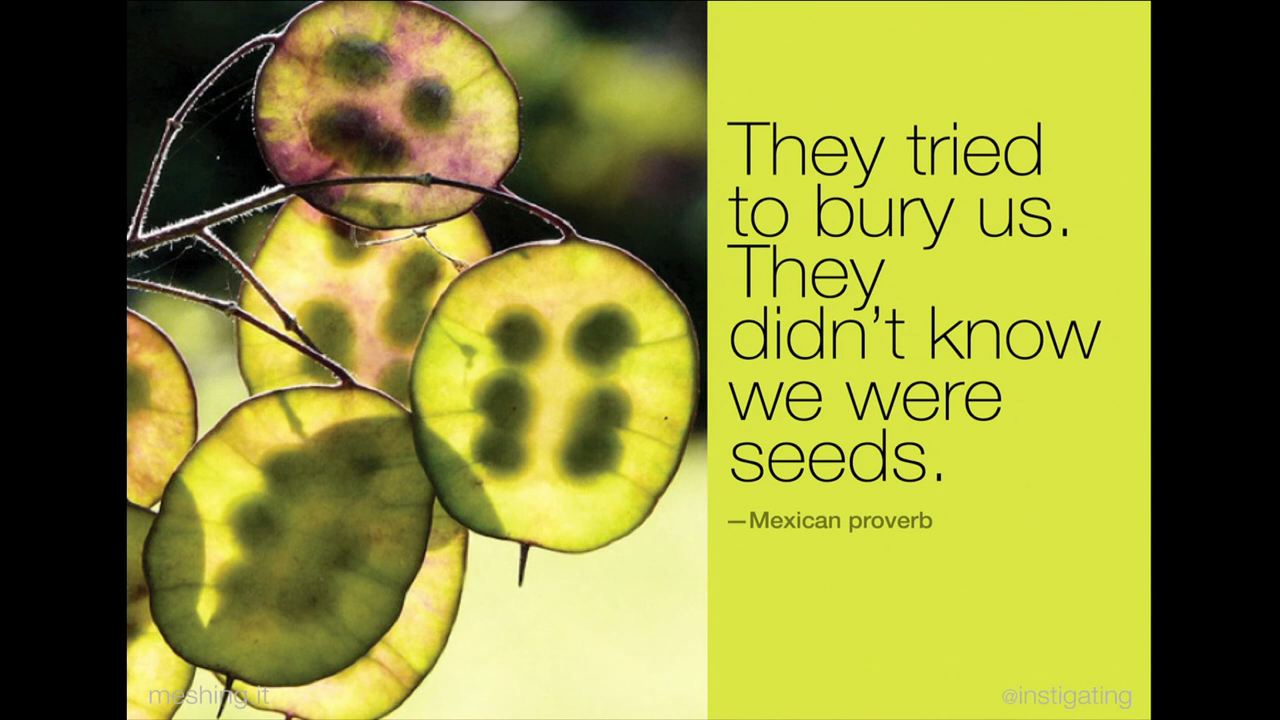 They tried
to bury us.
They
didn’t know
we were
seeds.
—Mexican proverb
meshing.it
@instigating